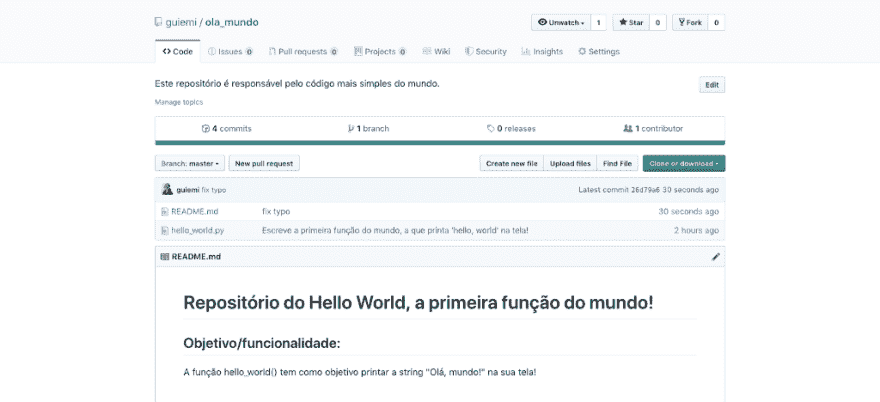 guiemi / ola_mundo
Unwatch 1 Star 0 Fork 0
Code Issues 0 Pull requests 0 Projects 0 Wiki Security Insights Settings
Este repositório é responsável pelo código mais simples do mundo. Edit
Manage topics
4 commits 1 branch 0 releases 1 contributor
Branch: master New pull request Create new file Upload files Find File Clone or download
guiemi fix typo Latest commit 26d79a6 30 seconds ago
README.md fix typo 30 seconds ago
hello_world.py Escreve a primeira função do mundo, a que printa 'hello, world' na tela! 2 hours ago
README.md
Repositório do Hello World, a primeira função do mundo!
Objetivo/funcionalidade:
A função hello_world() tem como objetivo printar a string "Olá, mundo!" na sua tela!